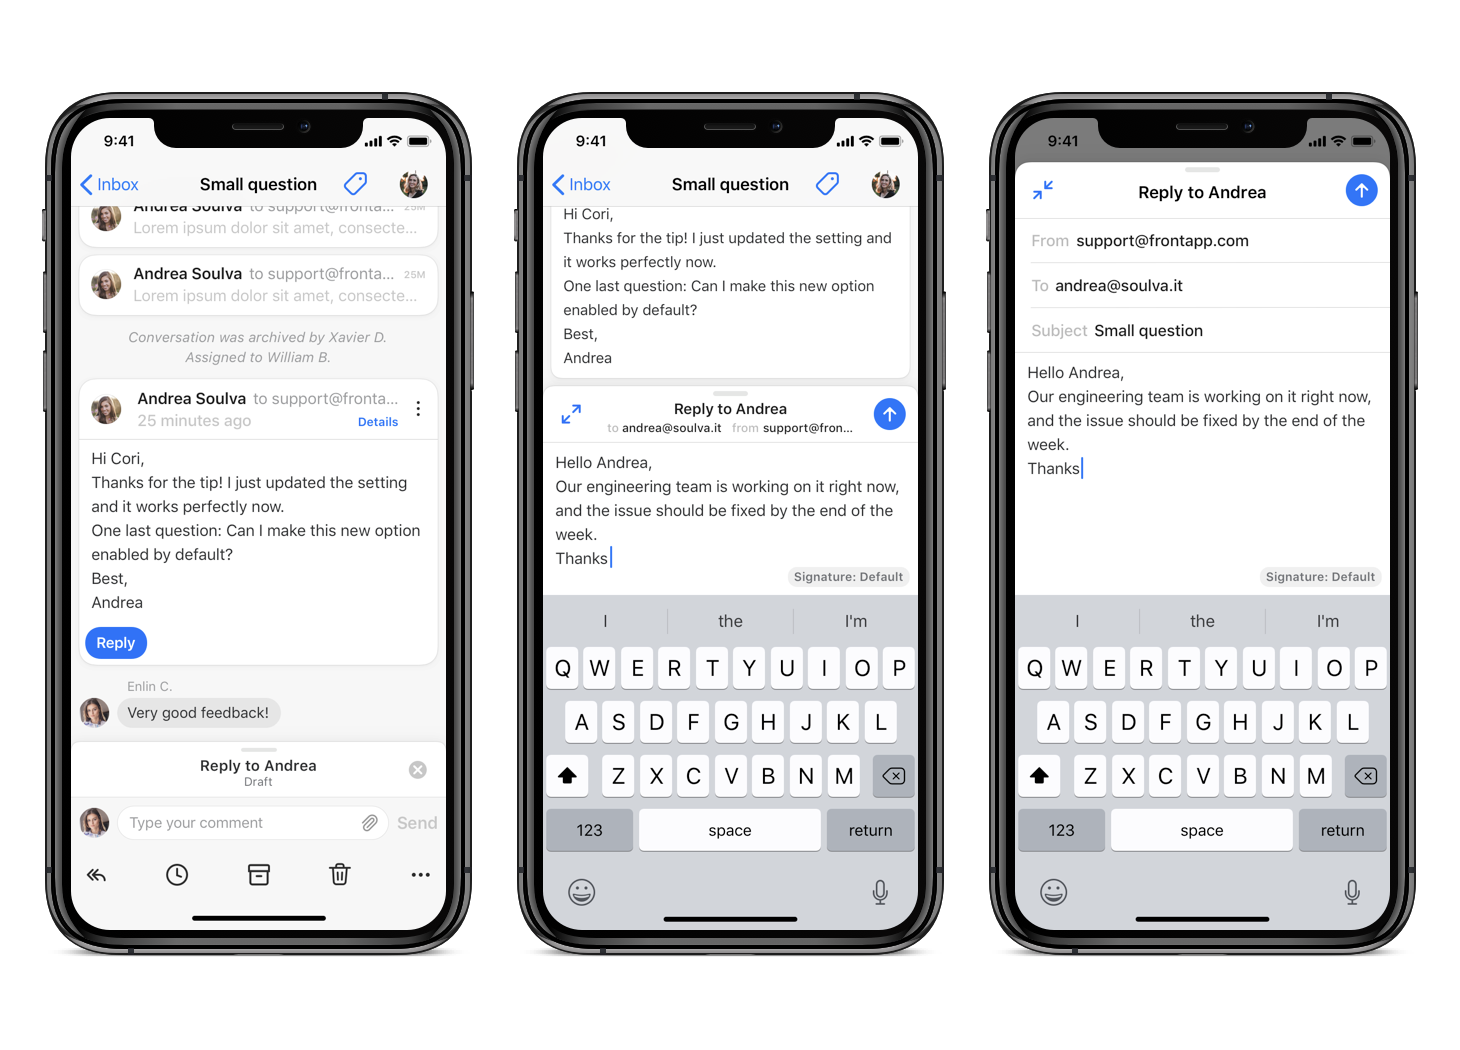 9:41
Inbox
Small question
Andrea Soulva to support@fronta... 25M
Lorem ipsum dolor sit amet, consecte...
Andrea Soulva to support@fronta... 25M
Lorem ipsum dolor sit amet, consecte...
Conversation was archived by Xavier D.
Assigned to William B.
Andrea Soulva to support@fronta...
25 minutes ago
Details
Hi Cori,
Thanks for the tip! I just updated the setting
and it works perfectly now.
One last question: Can I make this new option
enabled by default?
Best,
Andrea
Reply
Enlin C.
Very good feedback!
Reply to Andrea
Draft
Type your comment
Send
9:41
Inbox
Small question
Hi Cori,
Thanks for the tip! I just updated the setting and
it works perfectly now.
One last question: Can I make this new option
enabled by default?
Best,
Andrea
Reply to Andrea
to andrea@soulva.it from support@fron...
Hello Andrea,
Our engineering team is working on it right now,
and the issue should be fixed by the end of the
week.
Thanks
Signature: Default
I the I'm
Q W E R T Y U I O P
A S D F G H J K L
Z X C V B N M
123 space return
9:41
Reply to Andrea
From support@frontapp.com
To andrea@soulva.it
Subject Small question
Hello Andrea,
Our engineering team is working on it right now,
and the issue should be fixed by the end of the
week.
Thanks
Signature: Default
I the I'm
Q W E R T Y U I O P
A S D F G H J K L
Z X C V B N M
123 space return